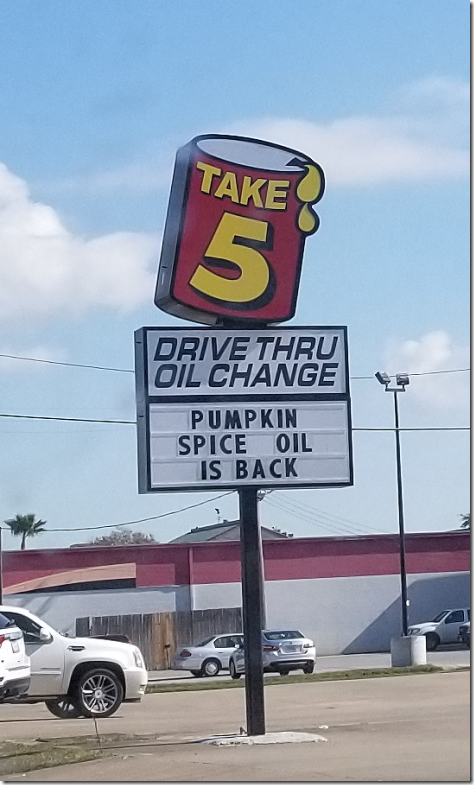 TAKE
5
DRIVE THRU
OIL CHANGE
PUMPKIN
SPICE OIL
IS BACK